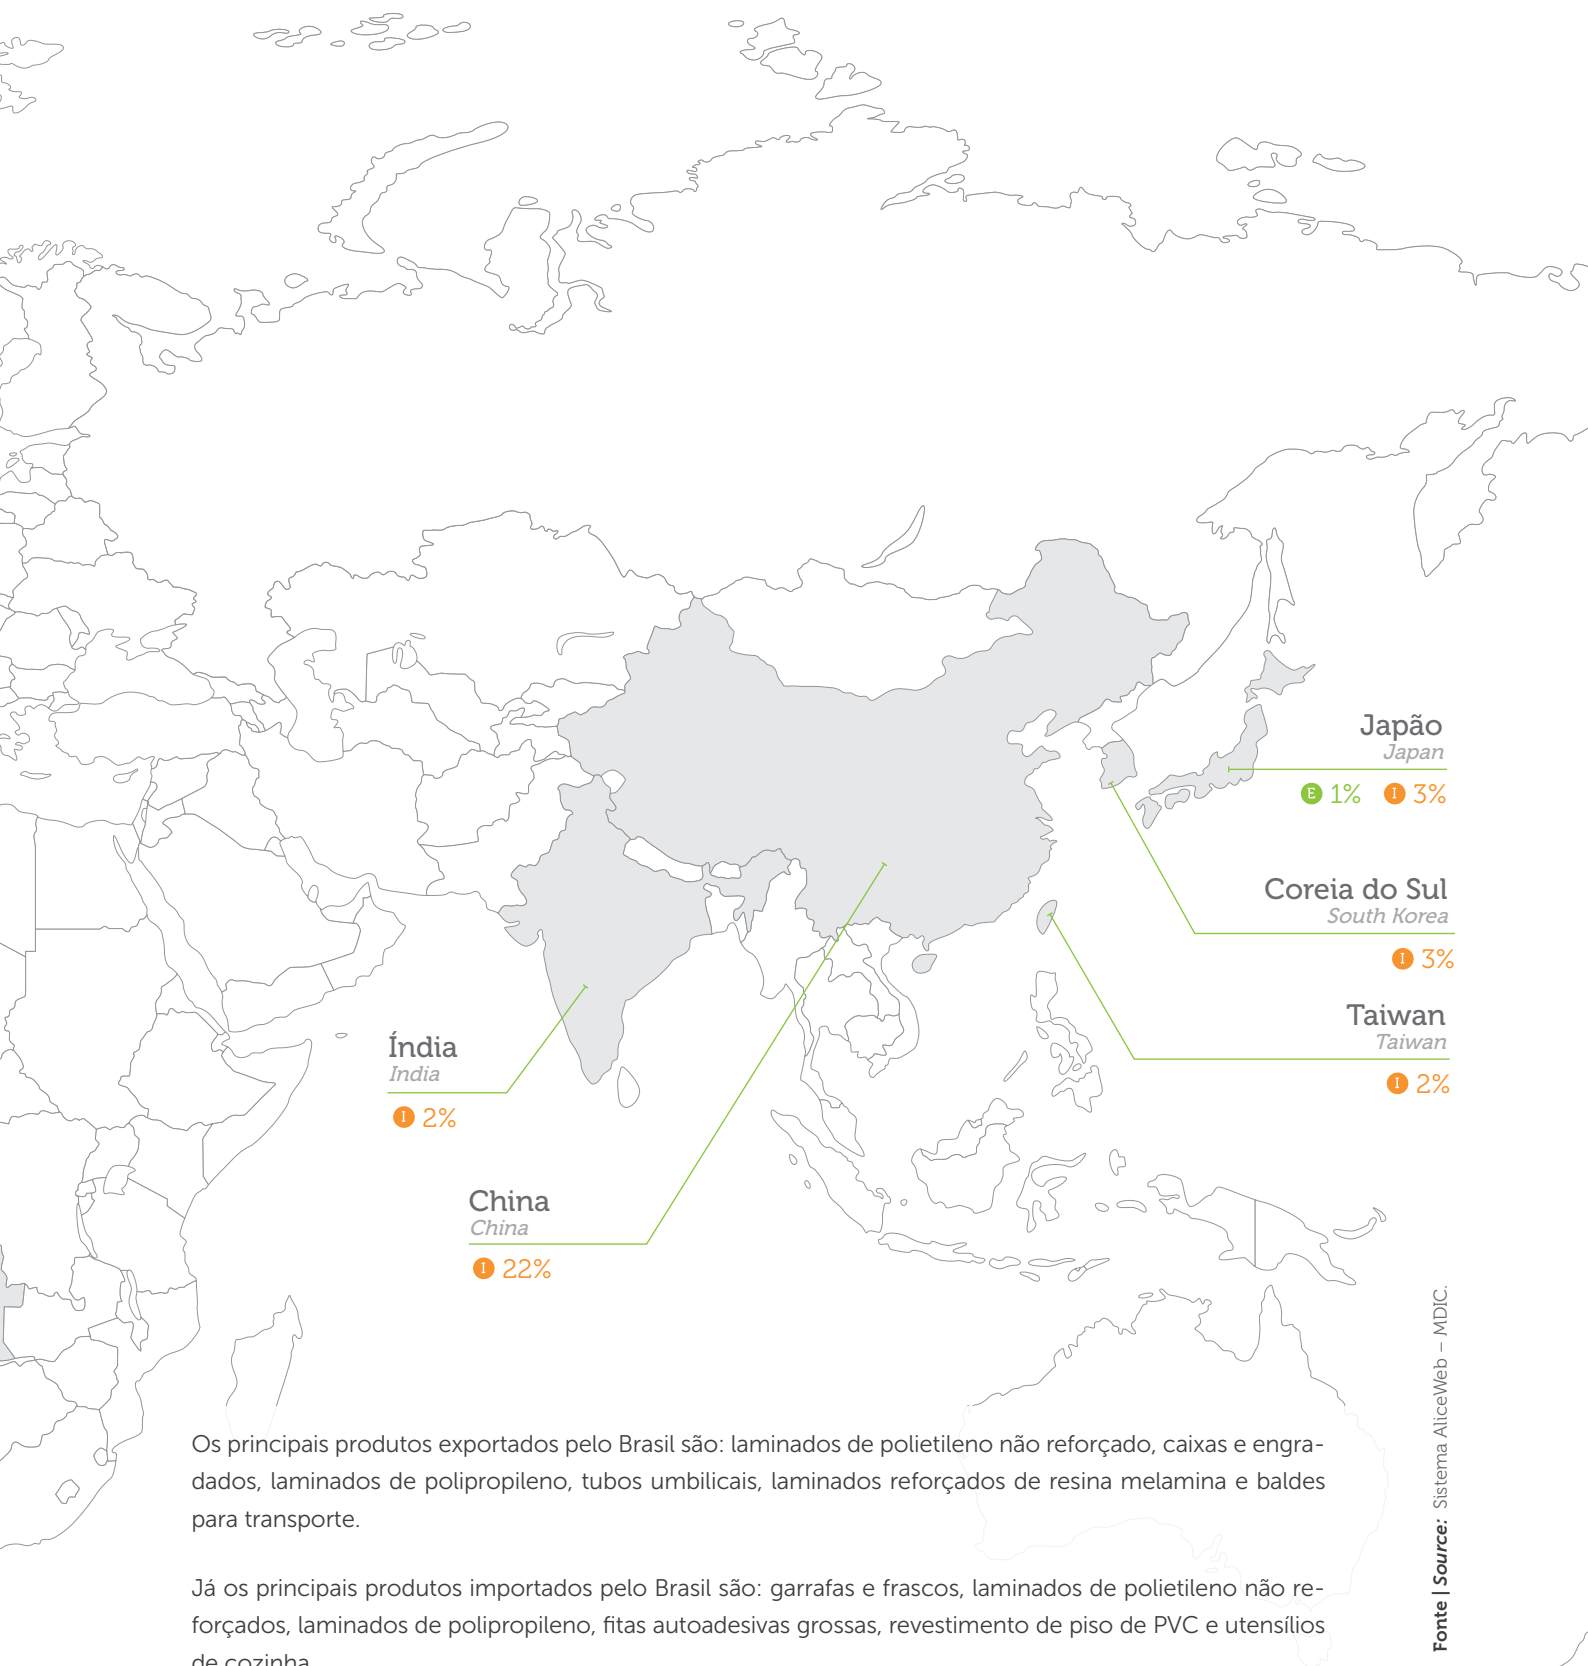 Japão
Japan
E 1% I 3%
Coreia do Sul
South Korea
I 3%
Taiwan
Taiwan
I 2%
Índia
India
I 2%
China
China
I 22%
Os principais produtos exportados pelo Brasil são: laminados de polietileno não reforçado, caixas e engra-
dados, laminados de polipropileno, tubos umbilicais, laminados reforçados de resina melamina e baldes
para transporte.
Já os principais produtos importados pelo Brasil são: garrafas e frascos, laminados de polietileno não re-
forçados, laminados de polipropileno, fitas autoadesivas grossas, revestimento de piso de PVC e utensílios
de cozinha
Fonte | Source: Sistema AliceWeb – MDIC.